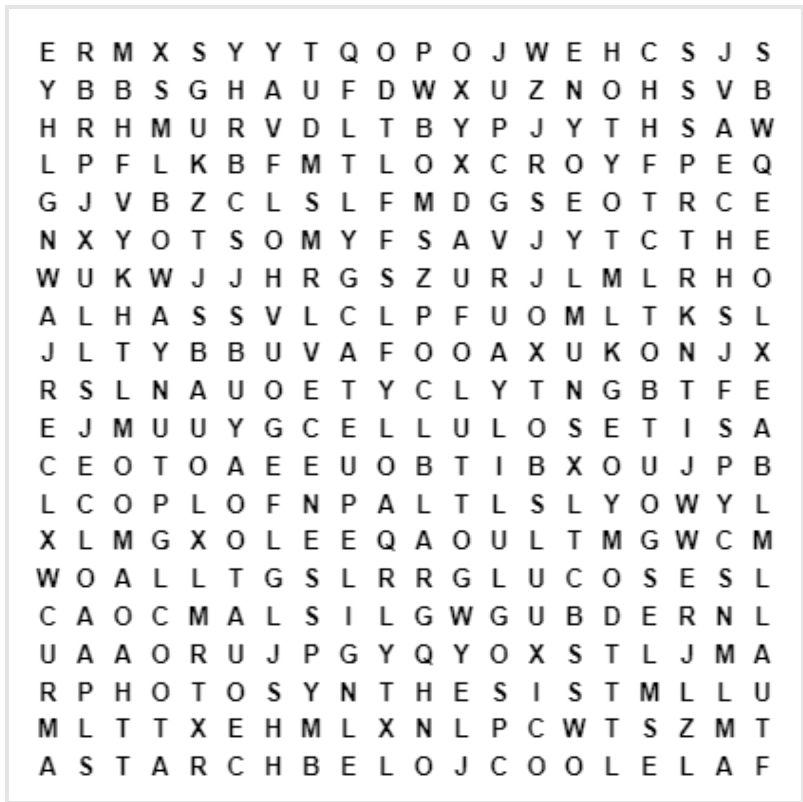 E R M X S Y Y T Q O P O J W E H C S J S
Y B B S G H A U F D W X U Z N O H S V B
H R H M U R V D L T B Y P J Y T H S A W
L P F L K B F M T L O X C R O Y F P E Q
G J V B Z C L S L F M D G S E O T R C E
N X Y O T S O M Y F S A V J Y T C T H E
W U K W J J H R G S Z U R J L M L R H O
A L H A S S V L C L P F U O M L T K S L
J L T Y B B U V A F O O A X U K O N J X
R S L N A U O E T Y C L Y T N G B T F E
E J M U U Y G C E L L U L O S E T I S A
C E O T O A E E U O B T I B X O U J P B
L C O P L O F N P A L T L S L Y O W Y L
X L M G X O L E E Q A O U L T M G W C M
W O A L L T G S L R R G L U C O S E S L
C A O C M A L S I L G W G U B D E R N L
U A A O R U J P G Y Q Y O X S T L J M A
R P H O T O S Y N T H E S I S T M L L U
M L T T X E H M L X N L P C W T S Z M T
A S T A R C H B E L O J C O O L E L A F